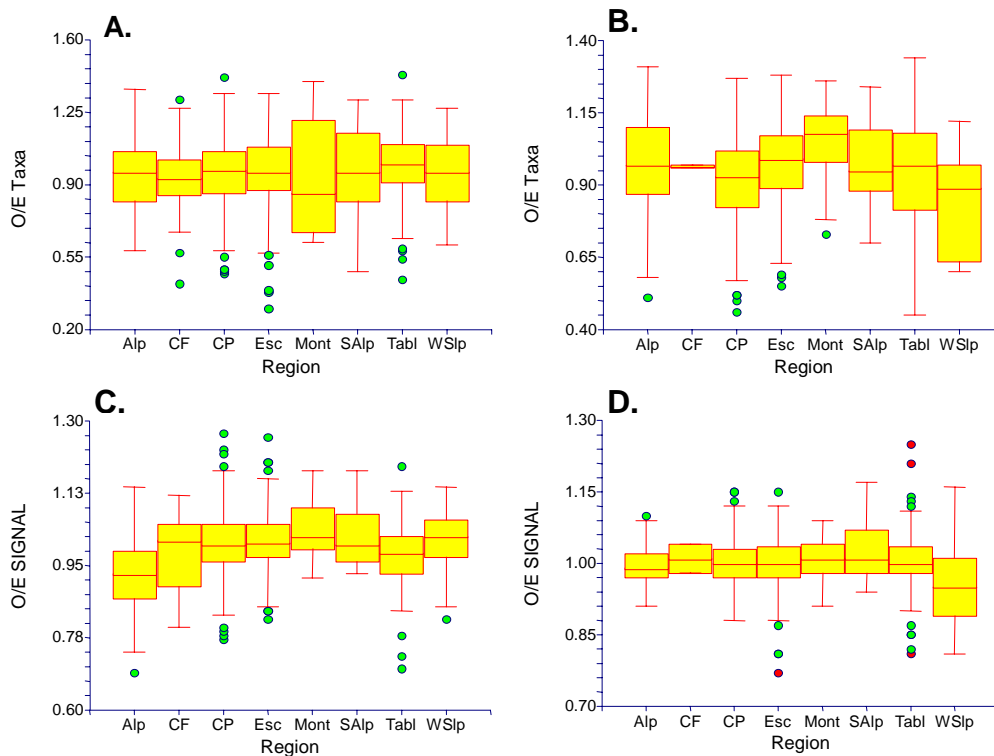 A.
1.60
1.25
0.90
0.55
0.20
O/E Taxa
Alp CF CP Esc Mont SAlp Tabl WSlp
Region
B.
1.40
1.15
0.90
0.65
0.40
O/E Taxa
Alp CF CP Esc Mont SAlp Tabl WSlp
Region
C.
1.30
1.13
0.95
0.78
0.60
O/E SIGNAL
Alp CF CP Esc Mont SAlp Tabl WSlp
Region
D.
1.30
1.15
1.00
0.85
0.70
O/E SIGNAL
Alp CF CP Esc Mont SAlp Tabl WSlp
Region